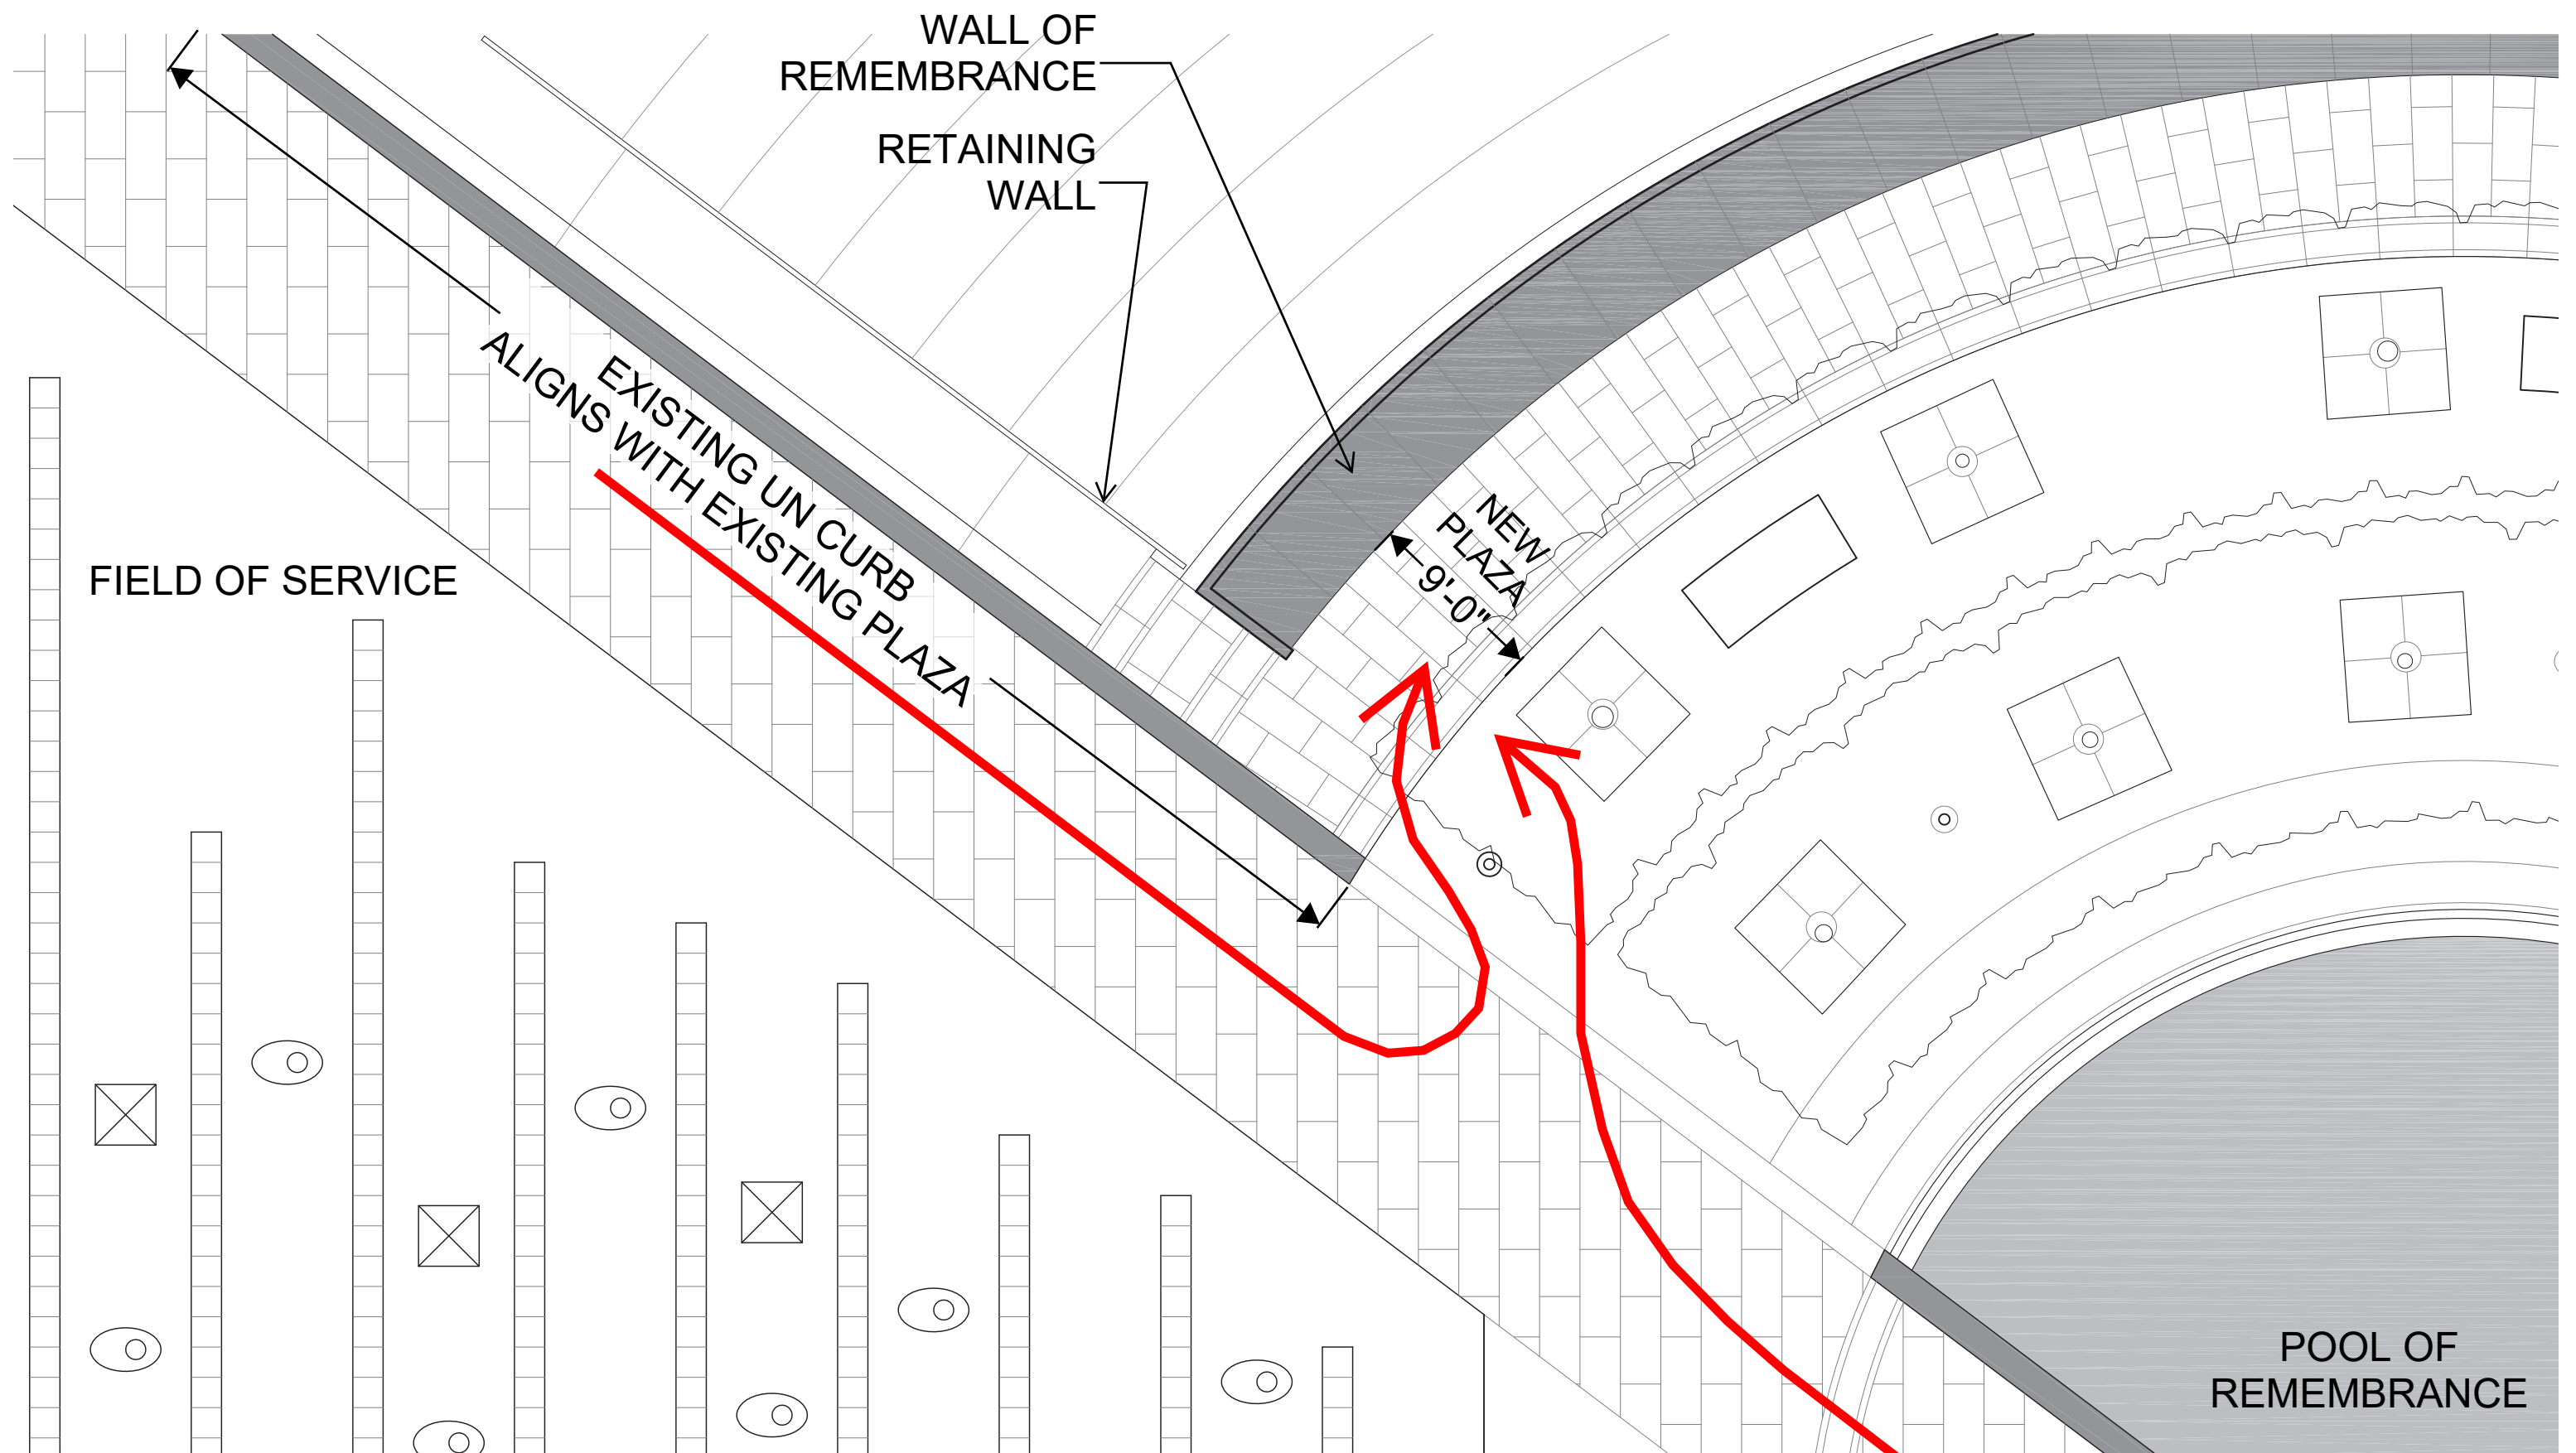 WALL OF
REMEMBRANCE
RETAINING
WALL
EXISTING UN CURB
ALIGNS WITH EXISTING PLAZA
NEW
PLAZA
9'-0"
FIELD OF SERVICE
POOL OF
REMEMBRANCE